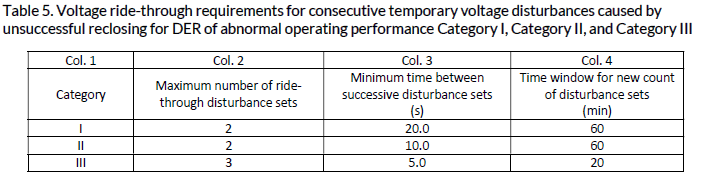 Table 5. Voltage ride-through requirements for consecutive temporary voltage disturbances caused by
unsuccessful reclosing for DER of abnormal operating performance Category I, Category II, and Category III
Col. 1 Col. 2 Col. 3 Col. 4
Category Maximum number of ride-
through disturbance sets Minimum time between
successive disturbance sets
(s) Time window for new count
of disturbance sets
(min)
I 2 20.0 60
II 2 10.0 60
III 3 5.0 20